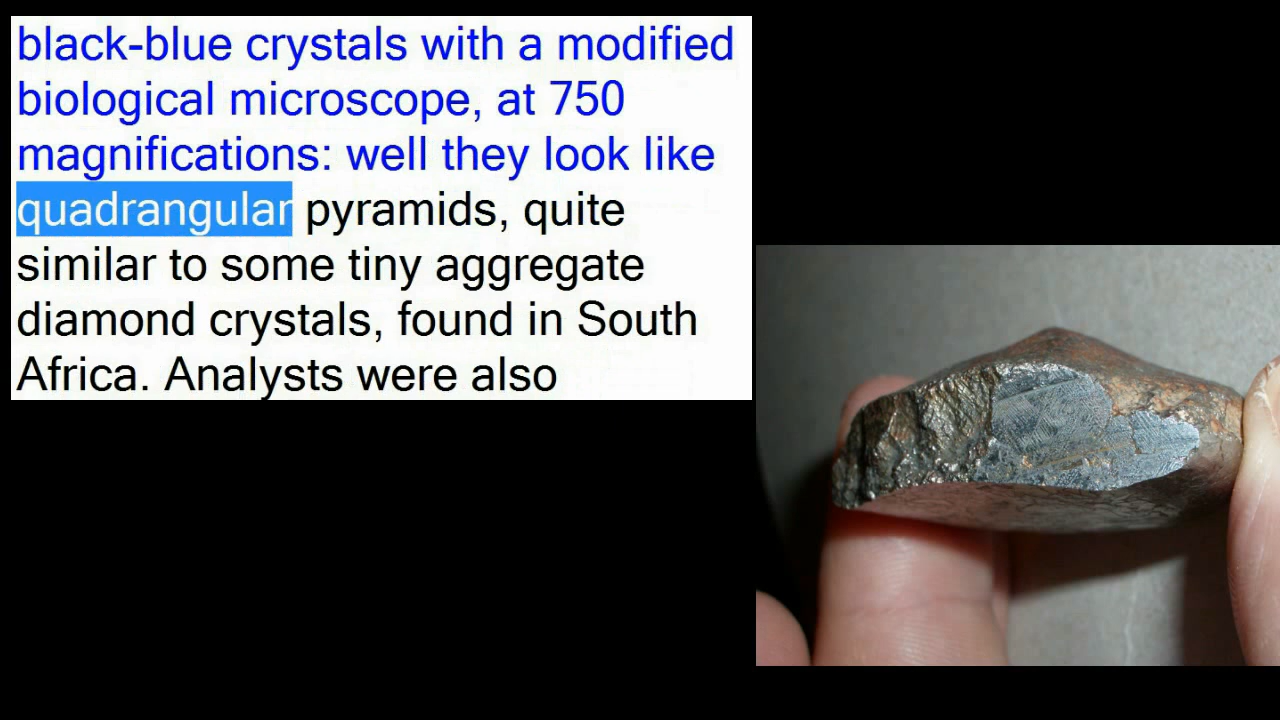 black-blue crystals with a modified
biological microscope, at 750
magnifications: well they look like
quadrangular pyramids, quite
similar to some tiny aggregate
diamond crystals, found in South
Africa. Analysts were also